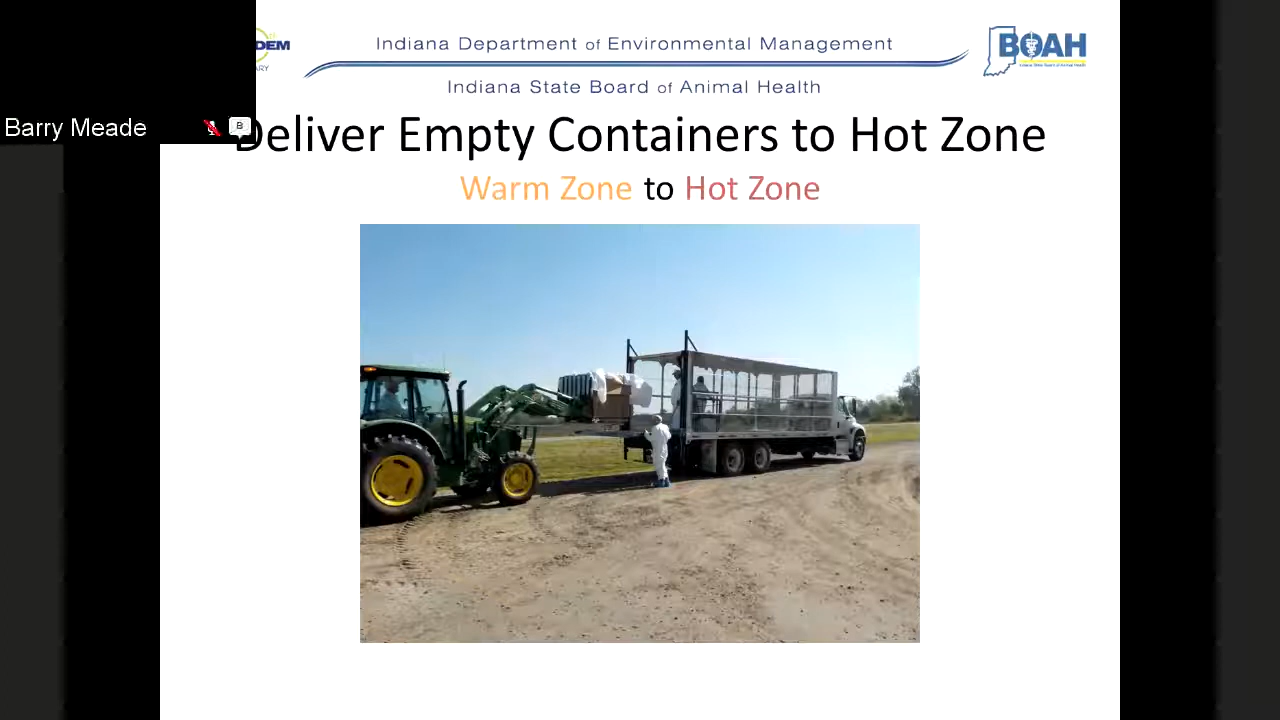 DEM
Indiana Department of Environmental Management
BOAH
Indiana State Board of Animal Health
Barry Meade
Deliver Empty Containers to Hot Zone
Warm Zone to Hot Zone